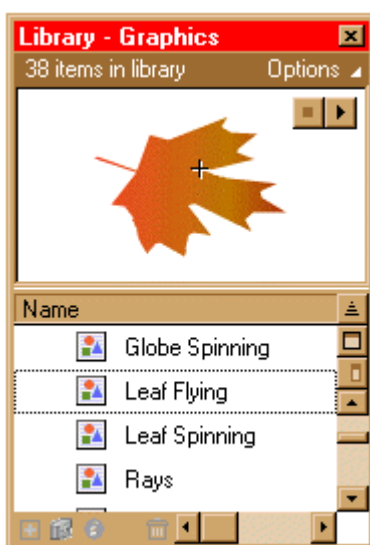 Library - Graphics
38 items in library Options
Name
Globe Spinning
Leaf Flying
Leaf Spinning
Rays